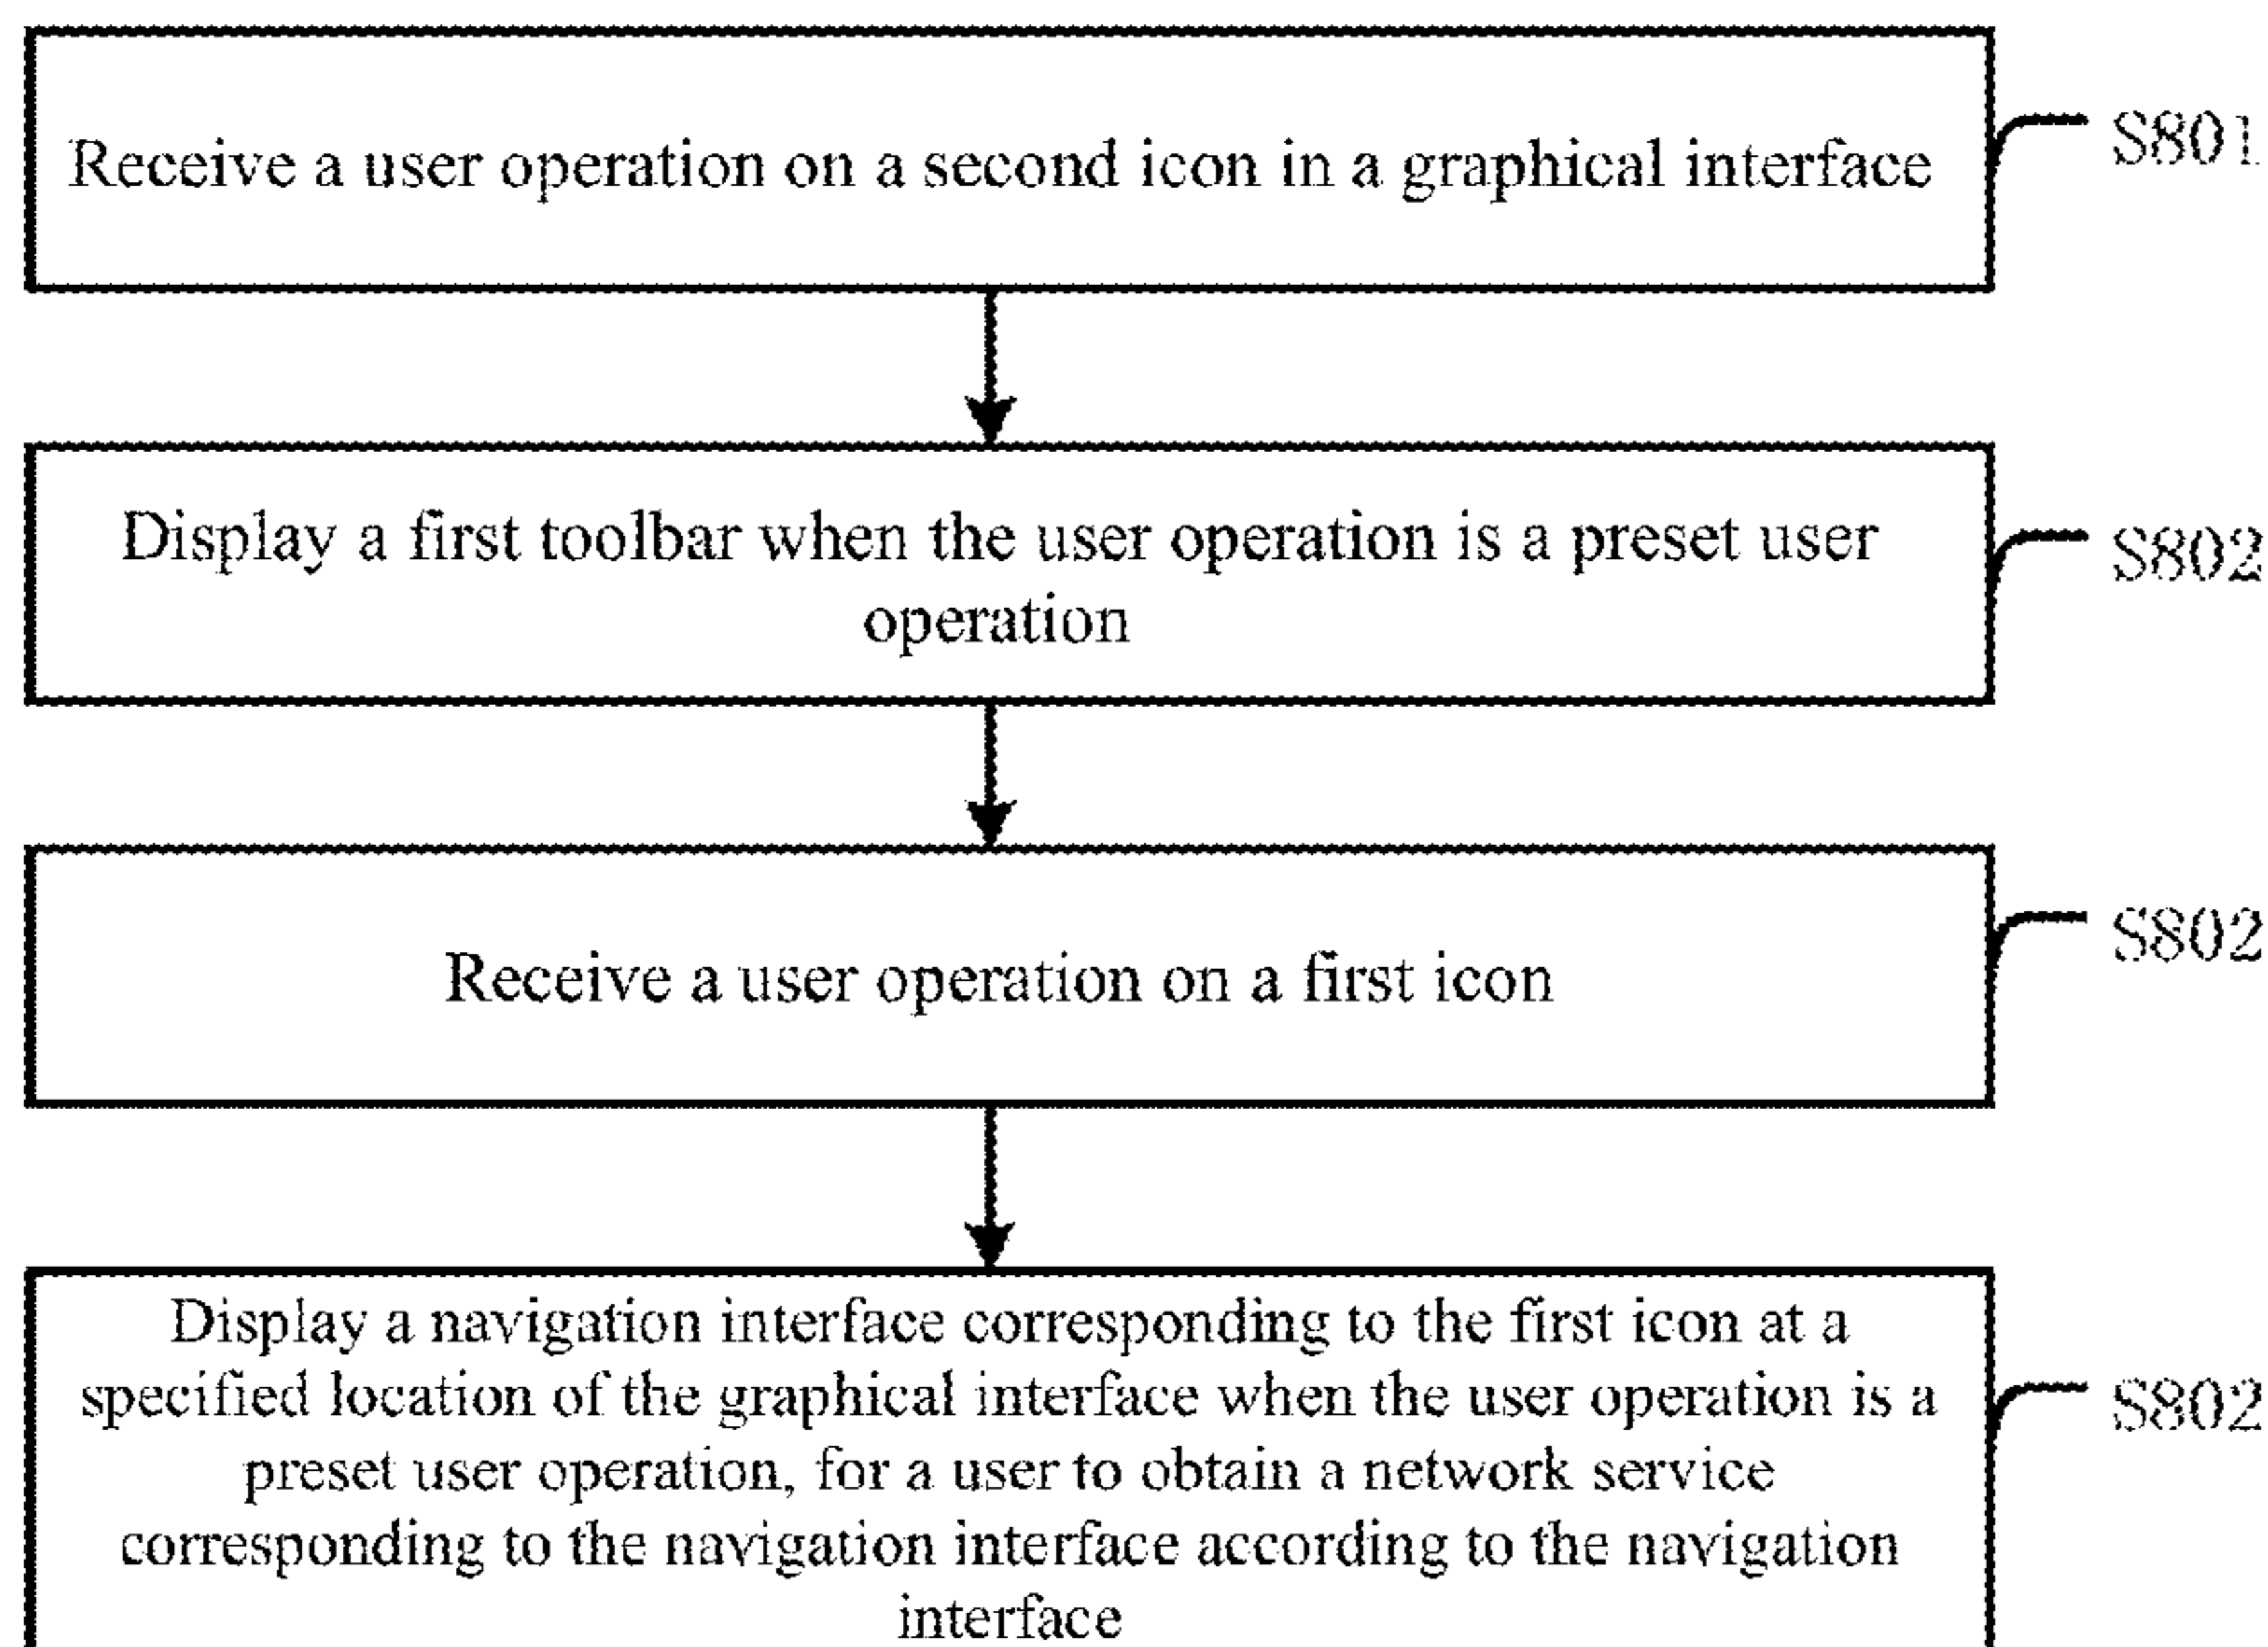 Receive a user operation on a second icon in a graphical interface
S801
Display a first toolbar when the user operation is a preset user
operation
S802
Receive a user operation on a first icon
S802
Display a navigation interface corresponding to the first icon at a
specified location of the graphical interface when the user operation is a
preset user operation, for a user to obtain a network service
corresponding to the navigation interface according to the navigation
interface
S802